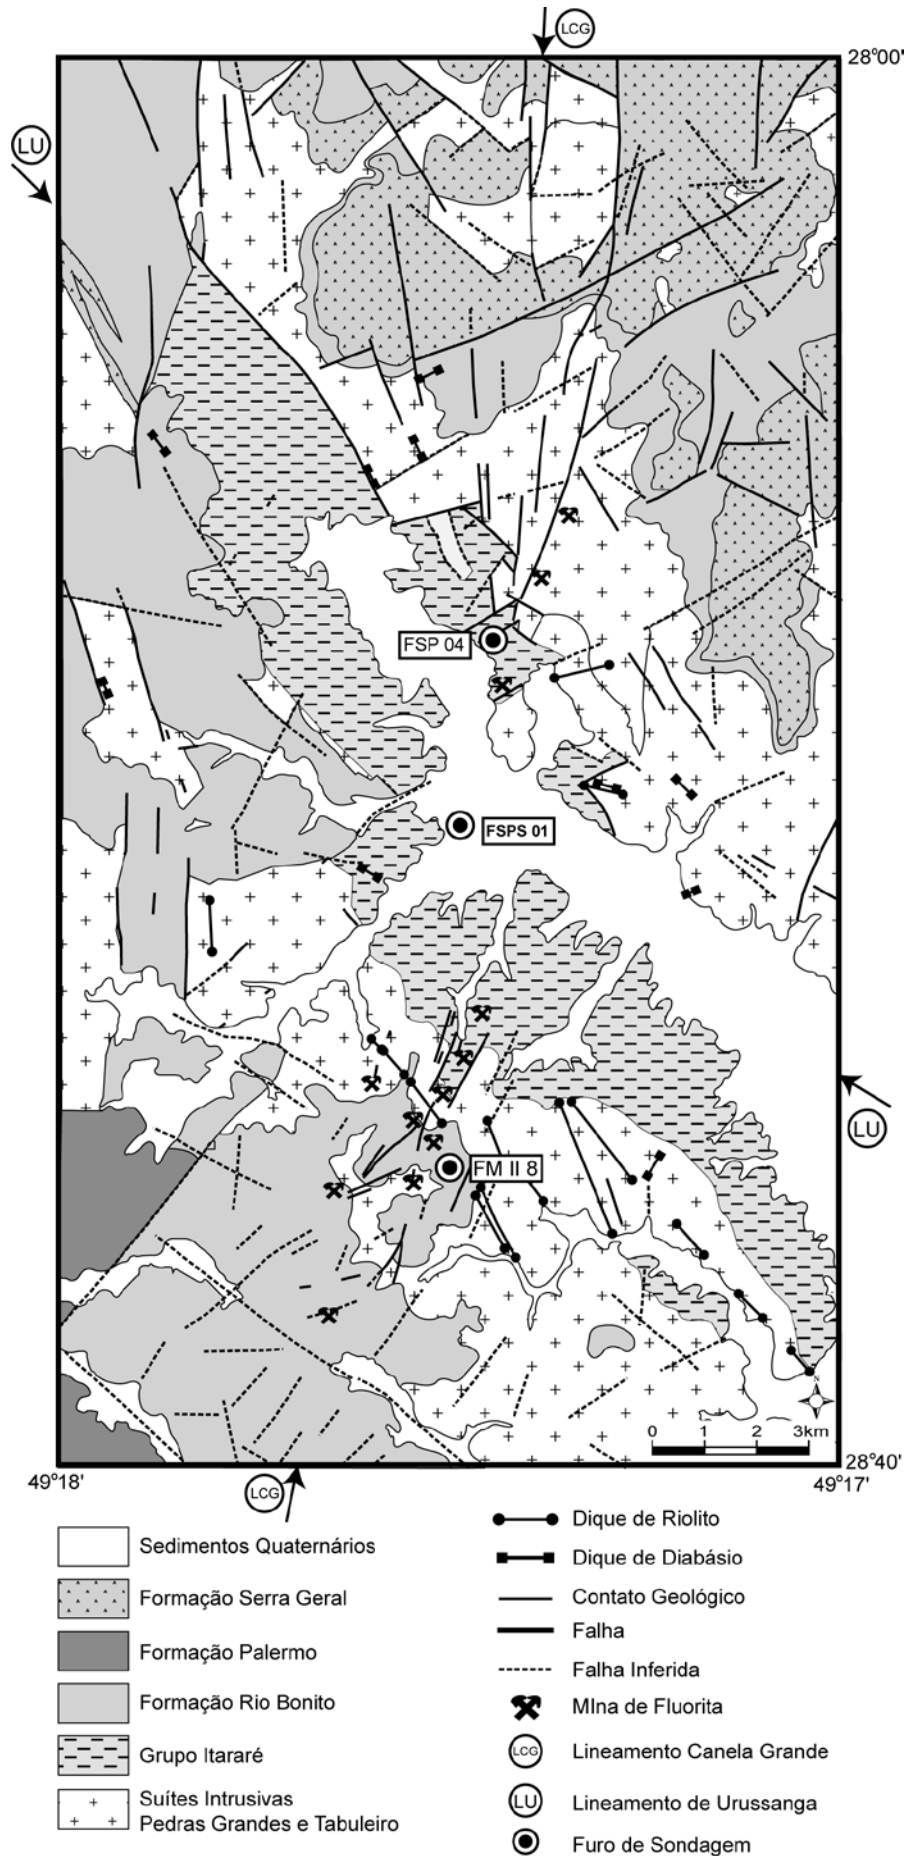 LCG
28°00'
LU
FSP 04
FSPS 01
LU
FM II 8
N
0 1 2 3km
28°40'
49°18'
49°17'
LCG
Sedimentos Quaternários
Formação Serra Geral
Formação Palermo
Formação Rio Bonito
Grupo Itararé
Suítes Intrusivas
Pedras Grandes e Tabuleiro
Dique de Riolito
Dique de Diabásio
Contato Geológico
Falha
Falha Inferida
MIna de Fluorita
LCG Lineamento Canela Grande
LU Lineamento de Urussanga
Furo de Sondagem